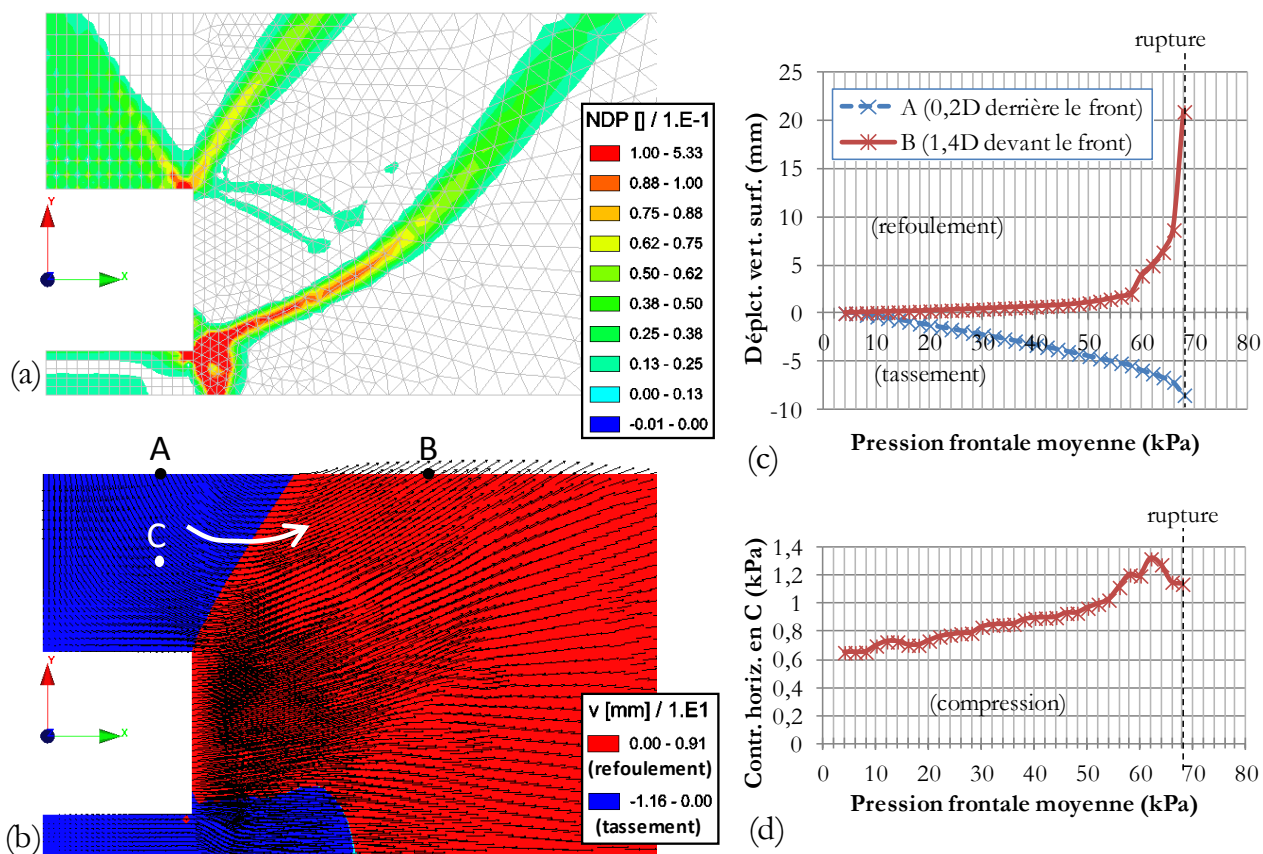 Y
X
NDP [] / 1.E-1
1.00 - 5.33
0.88 - 1.00
0.75 - 0.88
0.62 - 0.75
0.50 - 0.62
0.38 - 0.50
0.25 - 0.38
0.13 - 0.25
0.00 - 0.13
-0.01 - 0.00
(a)
A
B
C
Y
X
v [mm] / 1.E1
0.00 - 0.91
(refoulement)
-1.16 - 0.00
(tassement)
(b)
rupture
Déplct. vert. surf. (mm)
25
20
15
10
5
0
-5
-10
A (0,2D derrière le front)
B (1,4D devant le front)
(refoulement)
(tassement)
0 10 20 30 40 50 60 70 80
Pression frontale moyenne (kPa)
(c)
rupture
Contr. horiz. en C (kPa)
1,4
1,2
1
0,8
0,6
0,4
0,2
0
(compression)
0 10 20 30 40 50 60 70 80
Pression frontale moyenne (kPa)
(d)